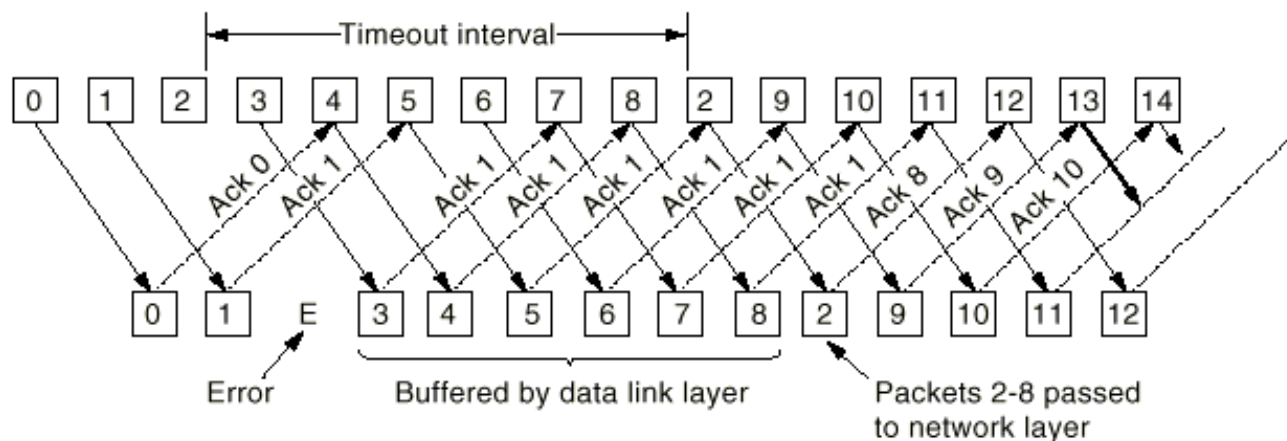 Timeout interval
0 1 2 3 4 5 6 7 8 2 9 10 11 12 13 14
Ack 0 Ack 1 Ack 1 Ack 1 Ack 1 Ack 1 Ack 1 Ack 8 Ack 9 Ack 10
0 1 E 3 4 5 6 7 8 2 9 10 11 12
Error Buffered by data link layer Packets 2-8 passed
to network layer